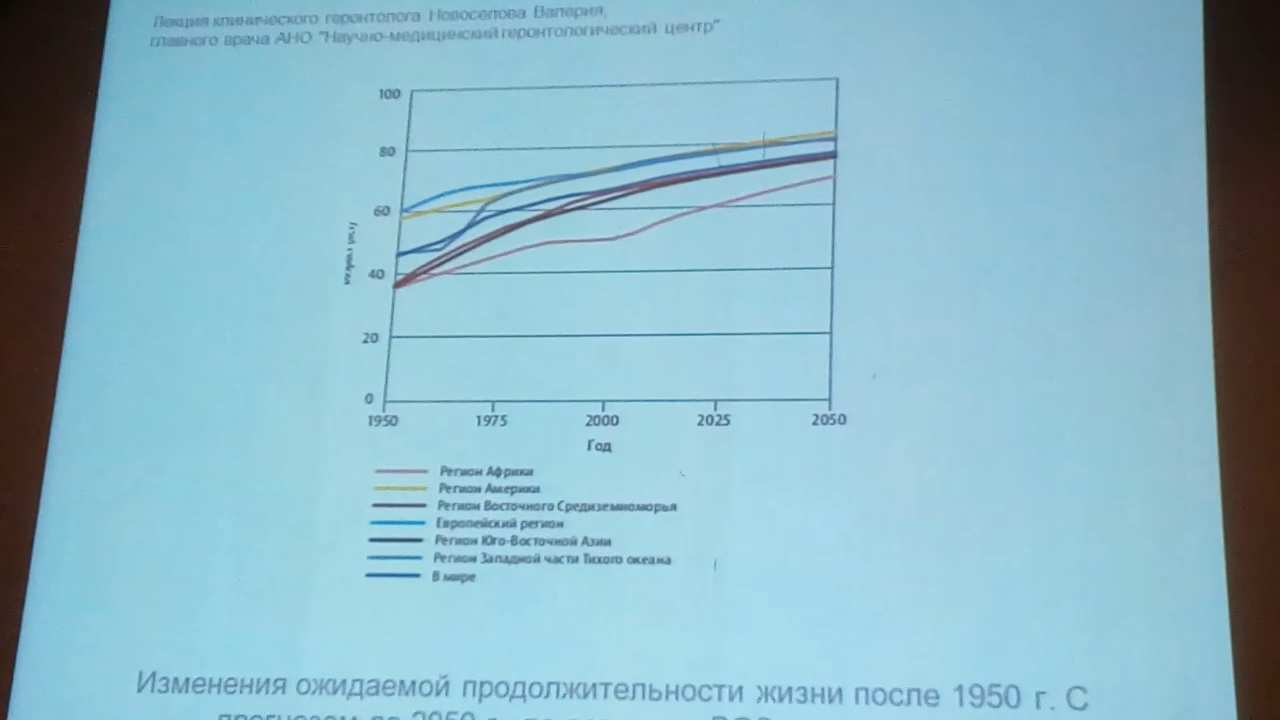 Лекция клинического геронтолога Новоселова Валерия,
главного врача АНО "Научно-медицинский геронтологический центр"
100
80
60
40
20
0
1950 1975 2000 2025 2050
Год
Регион Африки
Регион Америки
Регион Восточного Средиземноморья
Европейский регион
Регион Юго-Восточной Азии
Регион Западной части Тихого океана
В мире
Изменения ожидаемой продолжительности жизни после 1950 г. С